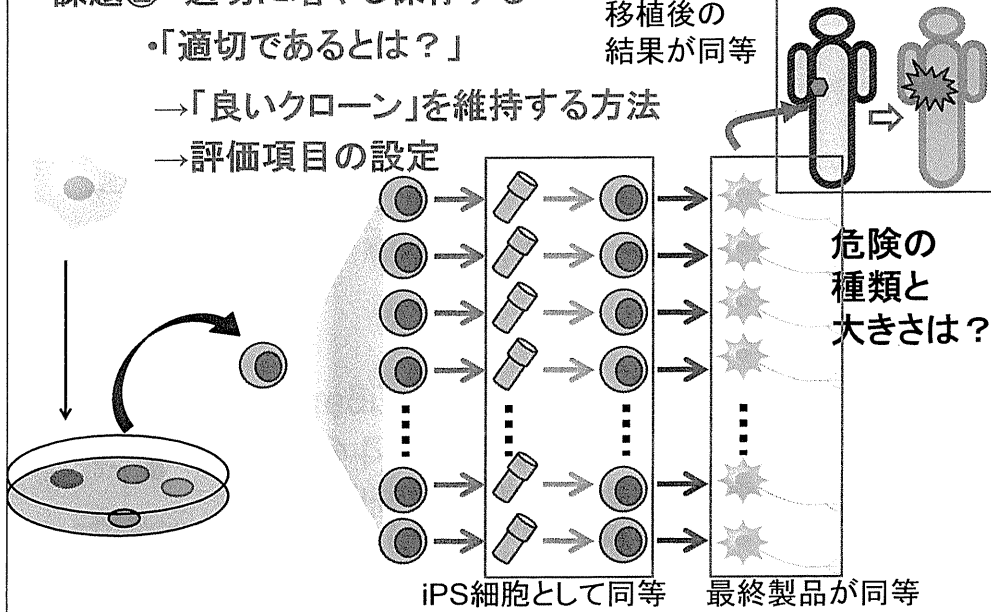 ・「適切であるとは？」
→「良いクローン」を維持する方法
→評価項目の設定
移植後の
結果が同等
危険の
種類と
大きさは？
iPS細胞として同等
最終製品が同等